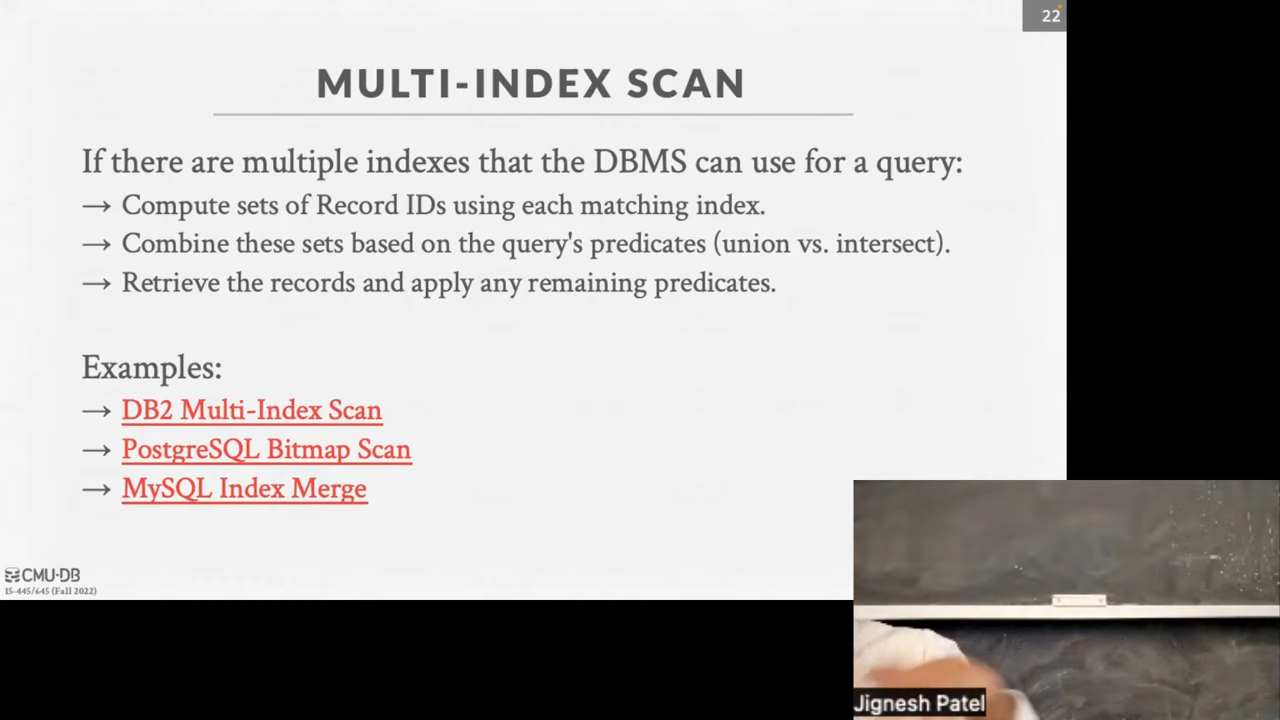 22
MULTI-INDEX SCAN
If there are multiple indexes that the DBMS can use for a query:
→ Compute sets of Record IDs using each matching index.
→ Combine these sets based on the query's predicates (union vs. intersect).
→ Retrieve the records and apply any remaining predicates.
Examples:
→ DB2 Multi-Index Scan
→ PostgreSQL Bitmap Scan
→ MySQL Index Merge
CMU·DB
15-445/645 (Fall 2022)
Jignesh Patel